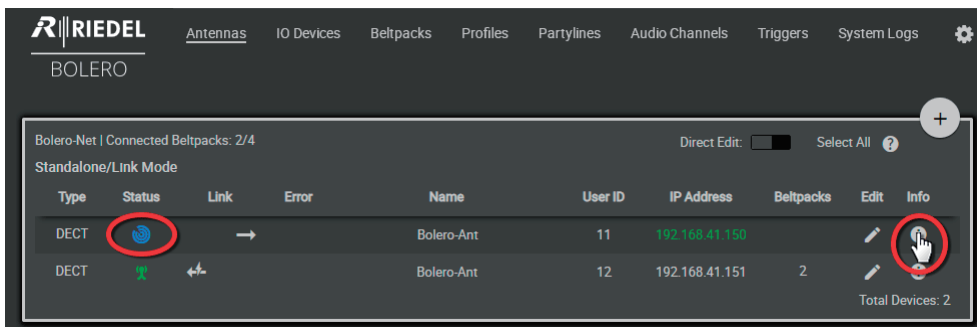 RIEDEL
BOLERO
Antennas IO Devices Beltpacks Profiles Partylines Audio Channels Triggers System Logs
+
Bolero-Net | Connected Beltpacks: 2/4 Direct Edit: Select All ?
Standalone/Link Mode
Type Status Link Error Name User ID IP Address Beltpacks Edit Info
DECT Bolero-Ant 11 192.168.41.150
DECT Bolero-Ant 12 192.168.41.151 2
Total Devices: 2